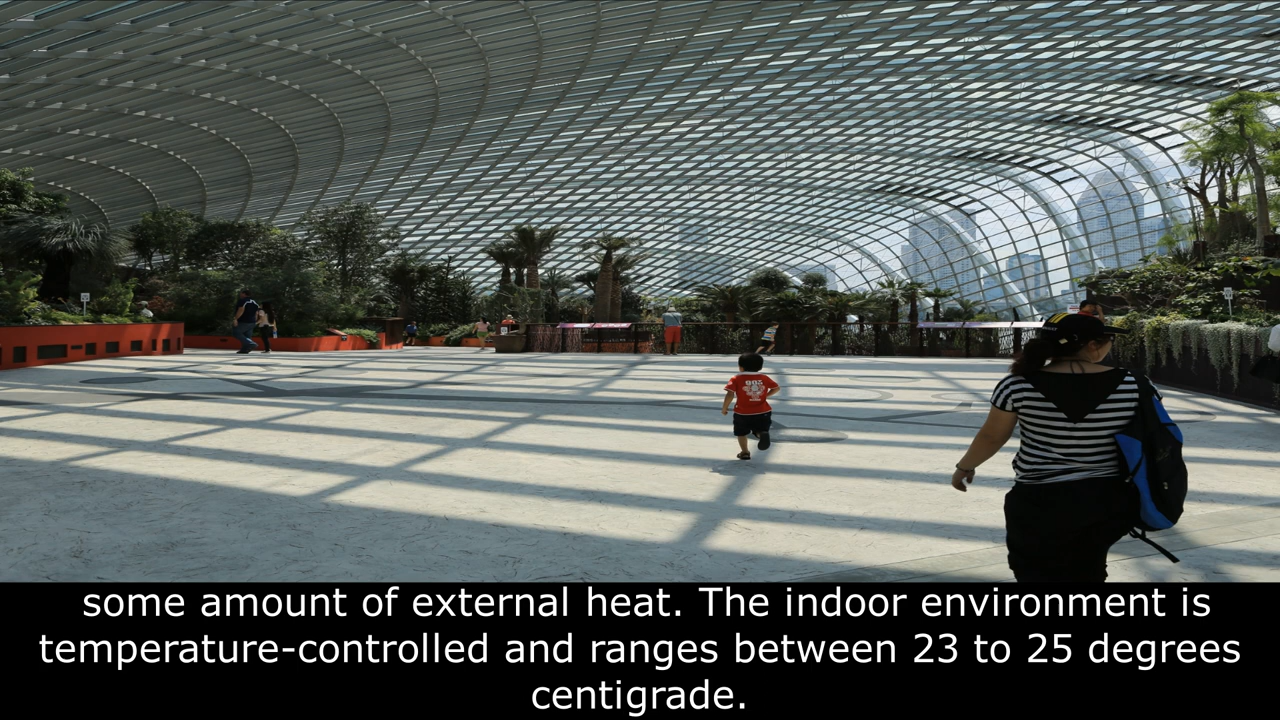 some amount of external heat. The indoor environment is
temperature-controlled and ranges between 23 to 25 degrees
centigrade.